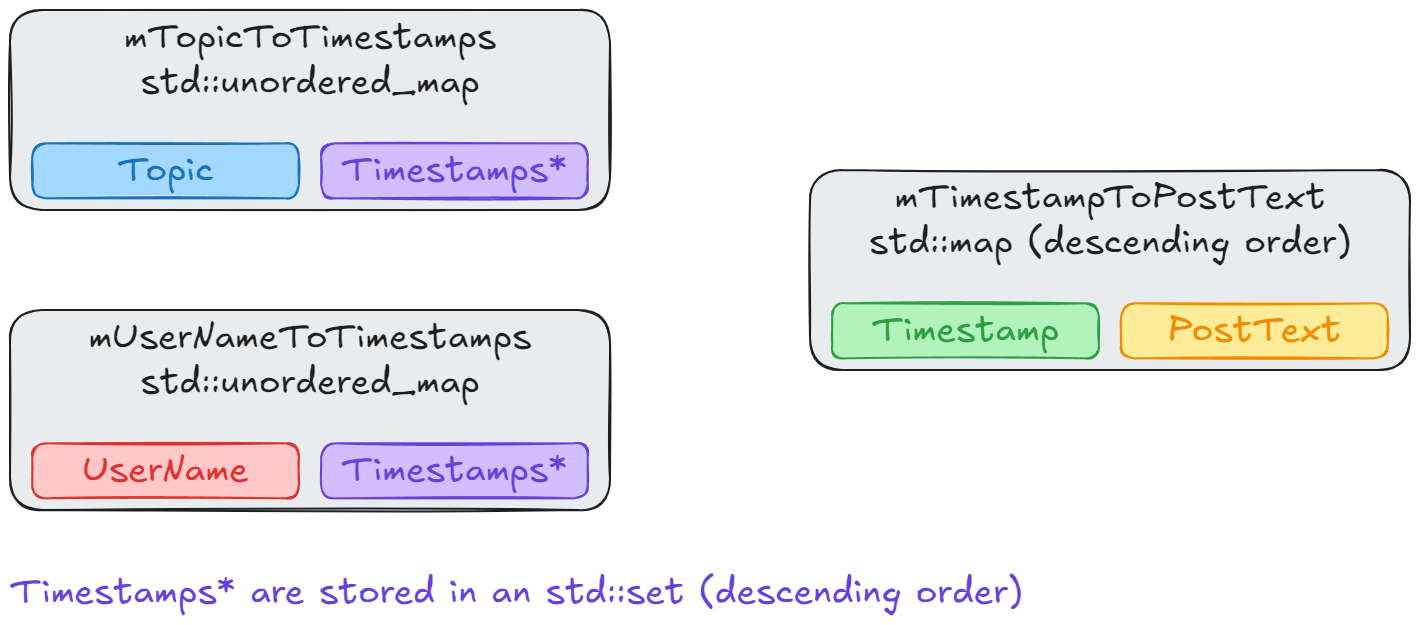 mTopicToTimestamps
std::unordered_map
Topic
Timestamps*
mTimestampToPostText
std::map (descending order)
Timestamp
PostText
mUserNameToTimestamps
std::unordered_map
UserName
Timestamps*
Timestamps* are stored in an std::set (descending order)